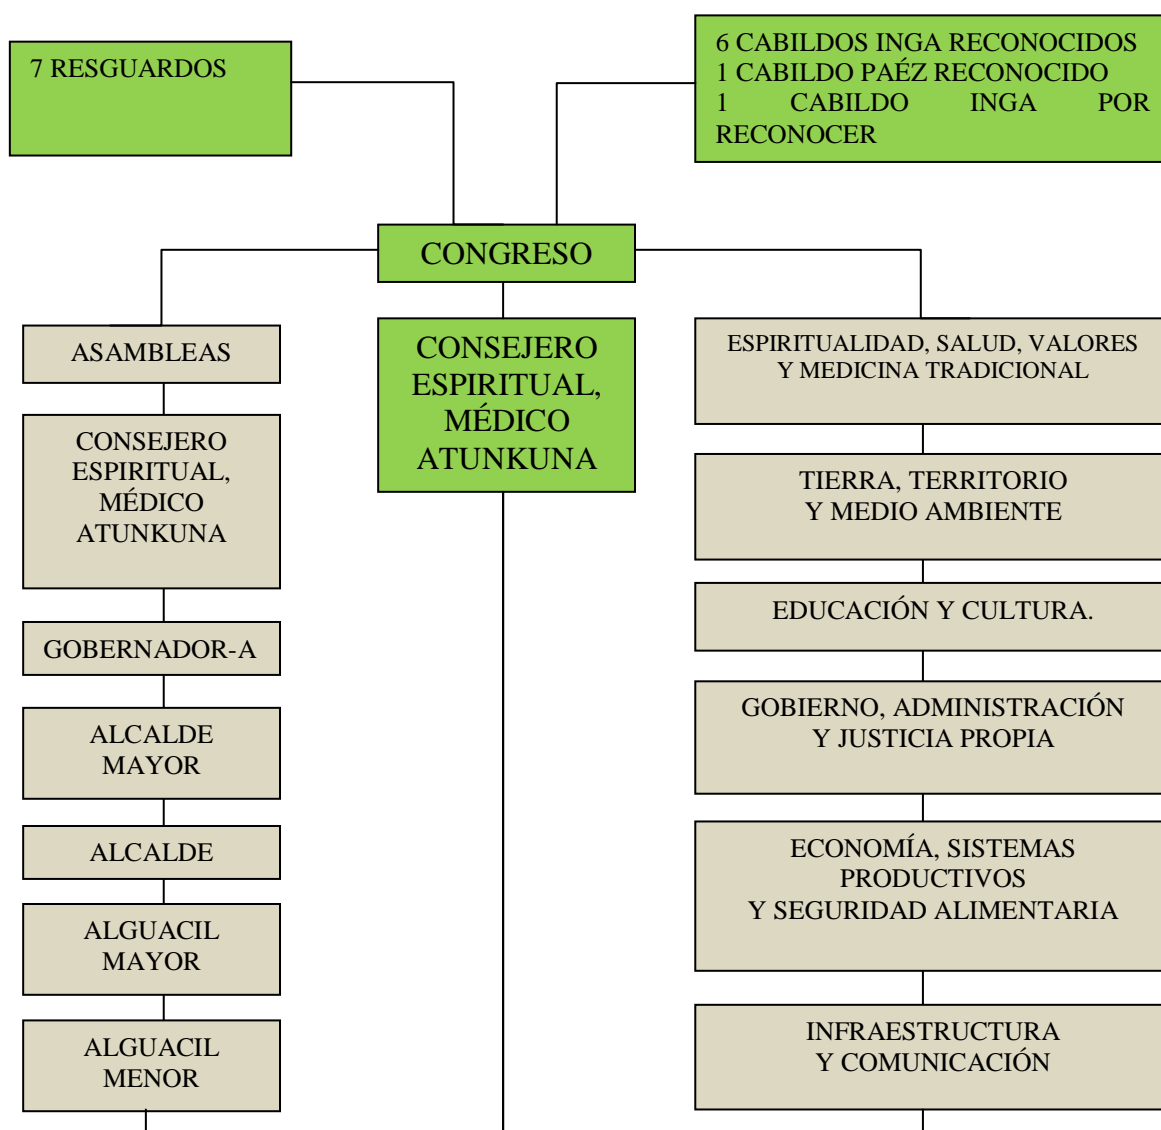 7 RESGUARDOS
6 CABILDOS INGA RECONOCIDOS
1 CABILDO PAÉZ RECONOCIDO
1 CABILDO INGA POR
RECONOCER
CONGRESO
ASAMBLEAS
CONSEJERO
ESPIRITUAL,
MÉDICO
ATUNKUNA
GOBERNADOR-A
ALCALDE
MAYOR
ALCALDE
ALGUACIL
MAYOR
ALGUACIL
MENOR
CONSEJERO
ESPIRITUAL,
MÉDICO
ATUNKUNA
ESPIRITUALIDAD, SALUD, VALORES
Y MEDICINA TRADICIONAL
TIERRA, TERRITORIO
Y MEDIO AMBIENTE
EDUCACIÓN Y CULTURA.
GOBIERNO, ADMINISTRACIÓN
Y JUSTICIA PROPIA
ECONOMÍA, SISTEMAS
PRODUCTIVOS
Y SEGURIDAD ALIMENTARIA
INFRAESTRUCTURA
Y COMUNICACIÓN